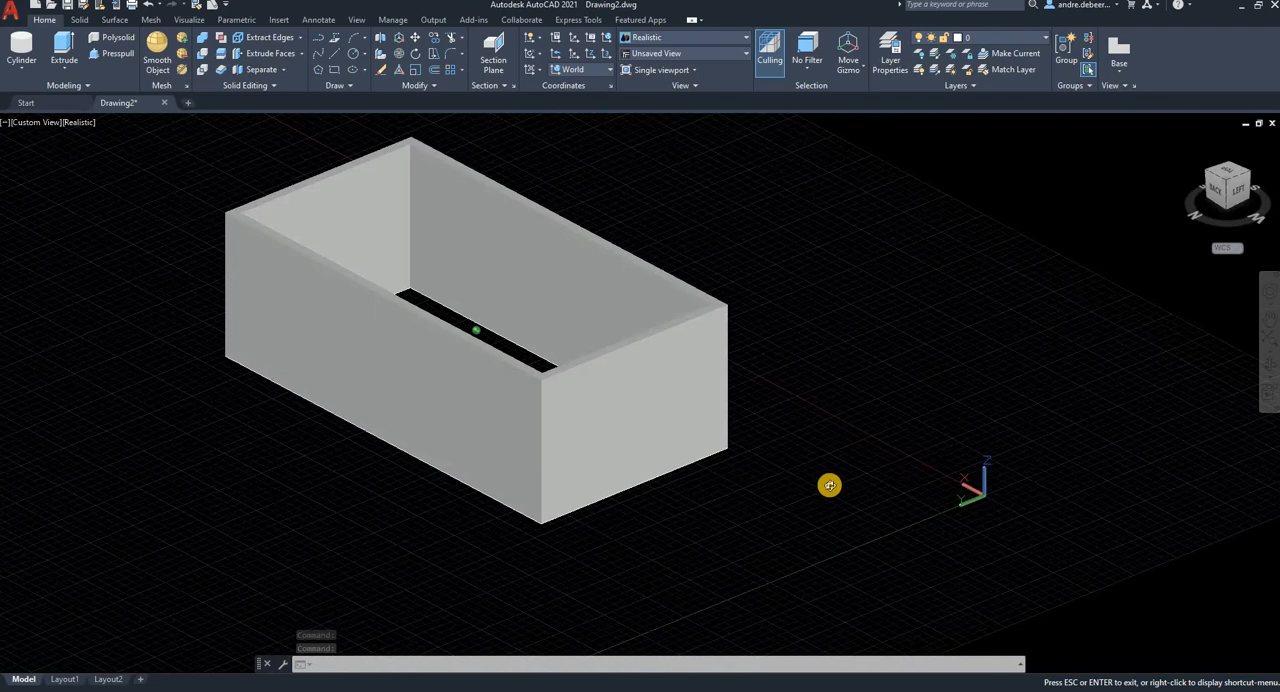 Autodesk AutoCAD 2021 Drawing2.dwg
Type a keyword or phrase
andre.debeer...
Home Solid Surface Mesh Visualize Parametric Insert Annotate View Manage Output Add-ins Collaborate Express Tools Featured Apps
Cylinder
Extrude
Polysolid
Presspull
Smooth
Object
Extract Edges
Extrude Faces
Separate
Section
Plane
World
Realistic
Unsaved View
Single viewport
Culling
No Filter
Move
Gizmo
Layer
Properties
0
Make Current
Match Layer
Group
Base
Modeling
Mesh
Solid Editing
Draw
Modify
Section
Coordinates
View
Selection
Layers
Groups
View
Start
Drawing2*
[−][Custom View][Realistic]
TOP
BACK
LEFT
N
S
W
WCS
Z
X
Y
Command:
Command:
Model Layout1 Layout2
Press ESC or ENTER to exit, or right-click to display shortcut-menu.